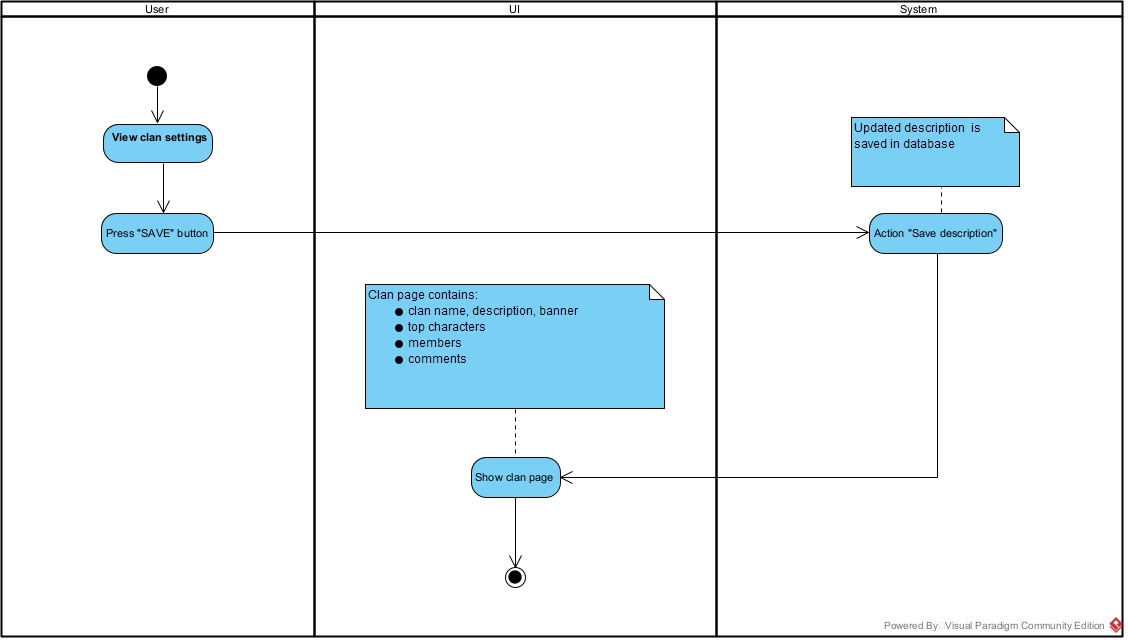 User
UI
System
View clan settings
Updated description is
saved in database
Press "SAVE" button
Action "Save description"
Clan page contains:
● clan name, description, banner
● top characters
● members
● comments
Show clan page
Powered By Visual Paradigm Community Edition